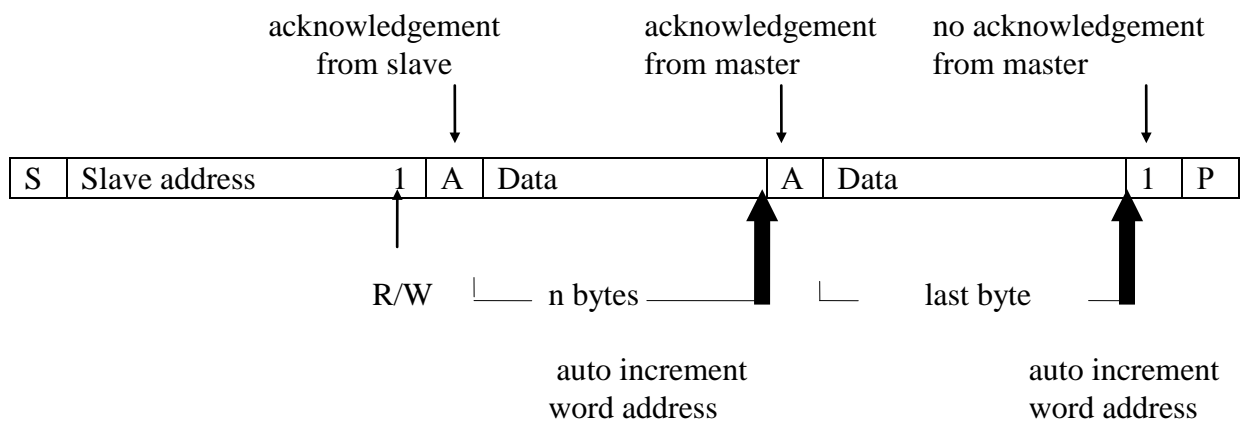 acknowledgement acknowledgement no acknowledgement
from slave from master from master
S Slave address 1 A Data A Data 1 P
R/W n bytes last byte
auto increment auto increment
word address word address